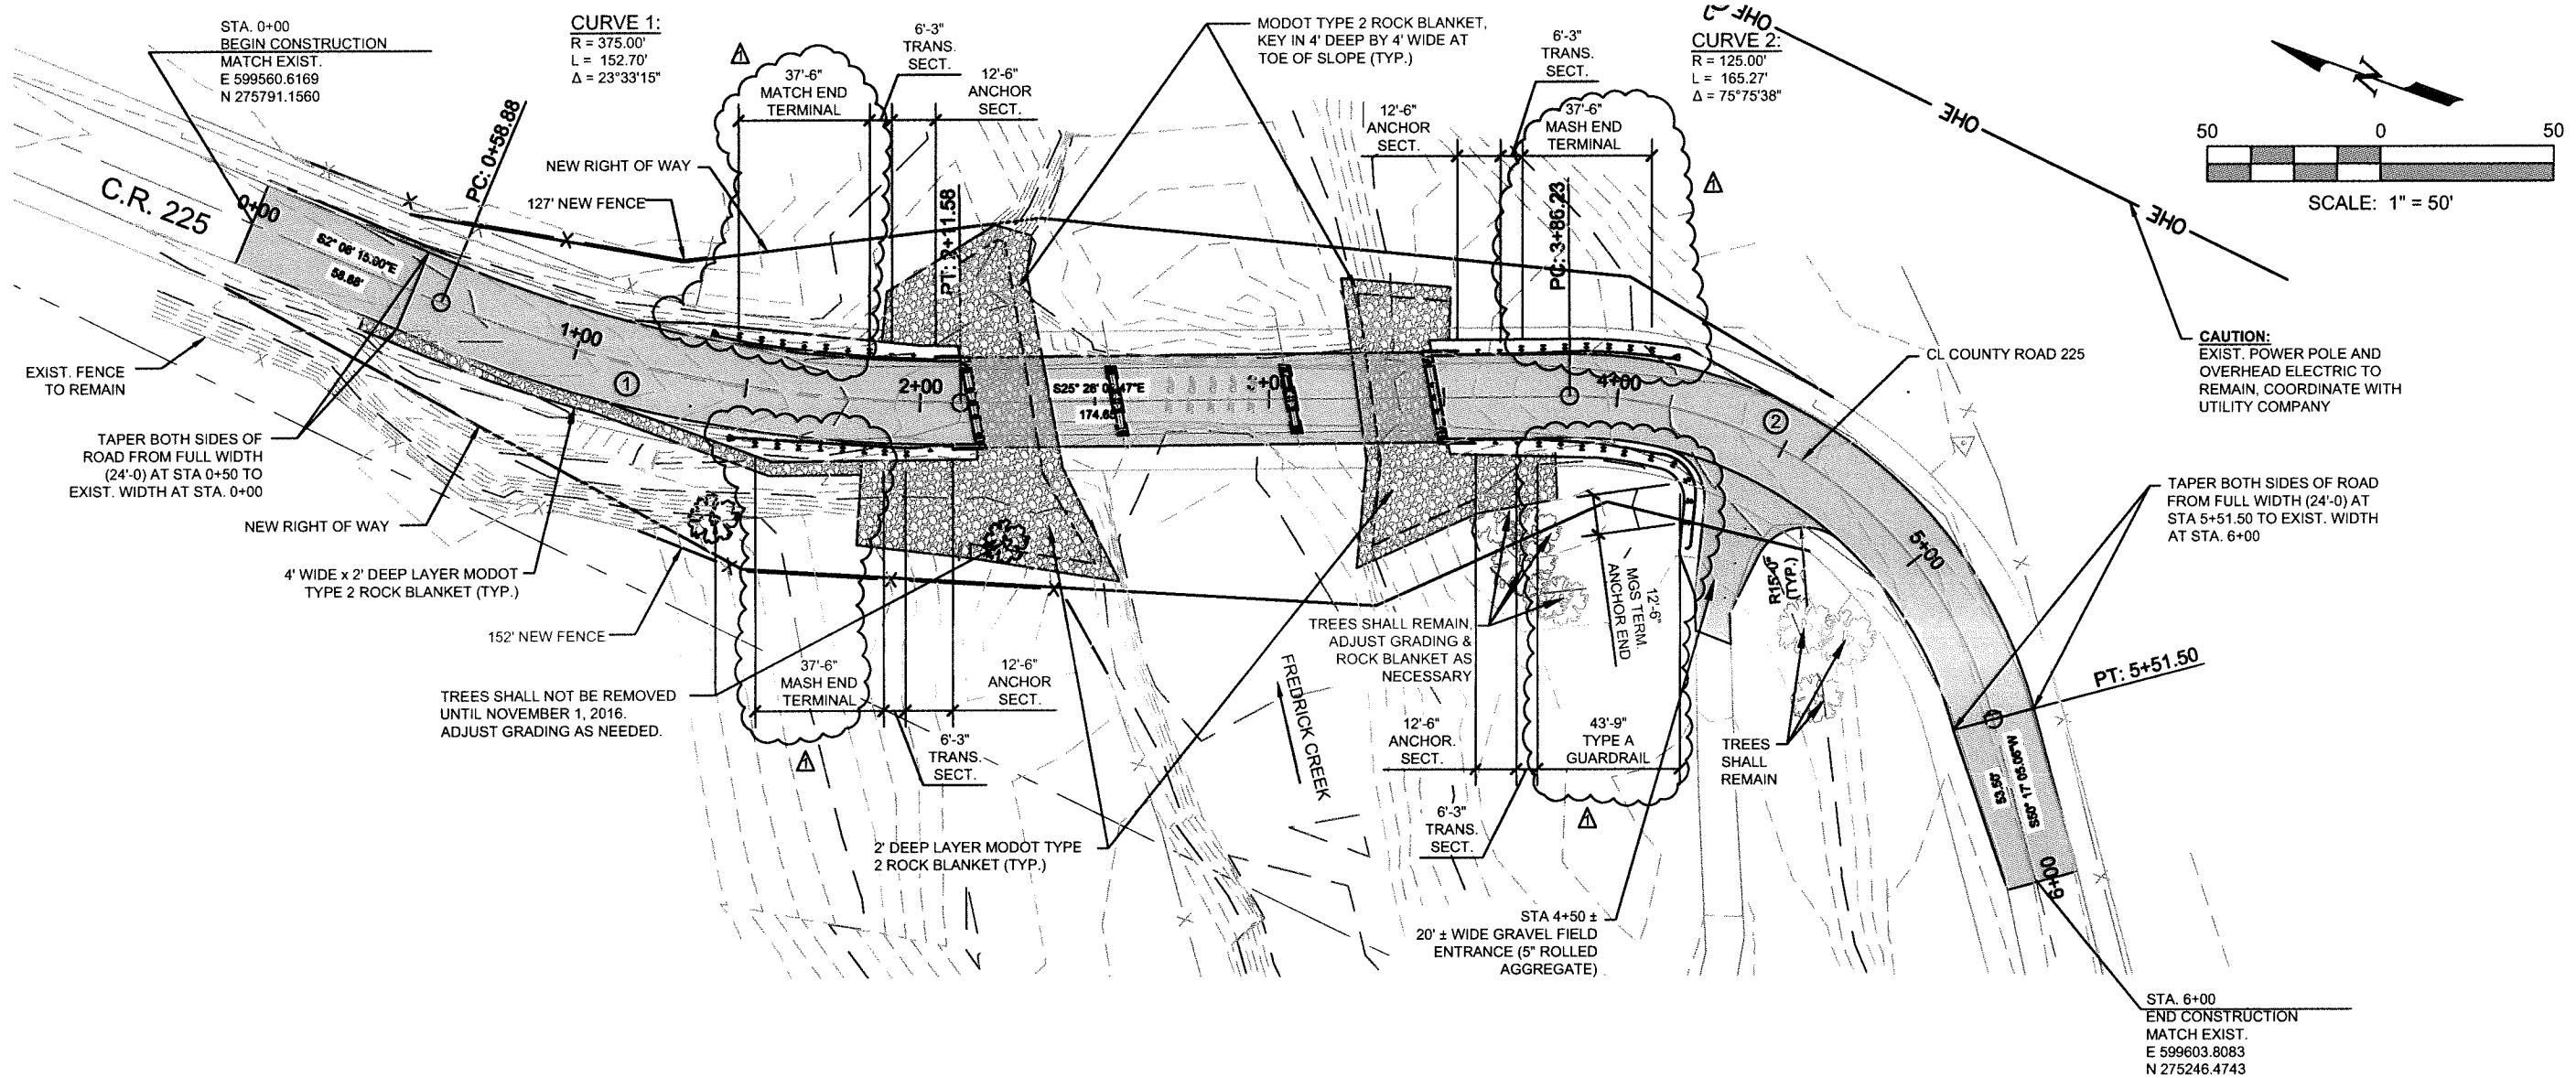 STA. 0+00
BEGIN CONSTRUCTION
MATCH EXIST.
E 599560.6169
N 275791.1560
CURVE 1:
R = 375.00'
L = 152.70'
Δ = 23°33'15"
37'-6"
MATCH END
TERMINAL
6'-3"
TRANS.
SECT.
12'-6"
ANCHOR
SECT.
MODOT TYPE 2 ROCK BLANKET,
KEY IN 4' DEEP BY 4' WIDE AT
TOE OF SLOPE (TYP.)
12'-6"
ANCHOR
SECT.
6'-3"
TRANS.
SECT.
37'-6"
MASH END
TERMINAL
CURVE 2:
R = 125.00'
L = 165.27'
Δ = 75°75'38"
OHE
OHE
OHE
N
50 0 50
SCALE: 1" = 50'
C.R. 225
0+00
S2° 06' 15.90"E
58.88'
PC: 0+58.88
NEW RIGHT OF WAY
127' NEW FENCE
PT: 2+11.58
PC: 3+86.23
1
1
1+00
1
2+00
3+00
4+00
2
CL COUNTY ROAD 225
CAUTION:
EXIST. POWER POLE AND
OVERHEAD ELECTRIC TO
REMAIN, COORDINATE WITH
UTILITY COMPANY
EXIST. FENCE
TO REMAIN
TAPER BOTH SIDES OF
ROAD FROM FULL WIDTH
(24'-0) AT STA 0+50 TO
EXIST. WIDTH AT STA. 0+00
NEW RIGHT OF WAY
4' WIDE x 2' DEEP LAYER MODOT
TYPE 2 ROCK BLANKET (TYP.)
152' NEW FENCE
TREES SHALL NOT BE REMOVED
UNTIL NOVEMBER 1, 2016.
ADJUST GRADING AS NEEDED.
37'-6"
MASH END
TERMINAL
12'-6"
ANCHOR
SECT.
6'-3"
TRANS.
SECT.
1
2' DEEP LAYER MODOT TYPE
2 ROCK BLANKET (TYP.)
FREDRICK CREEK
TREES SHALL REMAIN,
ADJUST GRADING &
ROCK BLANKET AS
NECESSARY
12'-6"
MGS TERM.
ANCHOR END
12'-6"
ANCHOR.
SECT.
43'-9"
TYPE A
GUARDRAIL
6'-3"
TRANS.
SECT.
1
R15'-0"
(TYP.)
TREES
SHALL
REMAIN
STA 4+50 ±
20' ± WIDE GRAVEL FIELD
ENTRANCE (5" ROLLED
AGGREGATE)
TAPER BOTH SIDES OF ROAD
FROM FULL WIDTH (24'-0) AT
STA 5+51.50 TO EXIST. WIDTH
AT STA. 6+00
5+00
PT: 5+51.50
6+00
STA. 6+00
END CONSTRUCTION
MATCH EXIST.
E 599603.8083
N 275246.4743